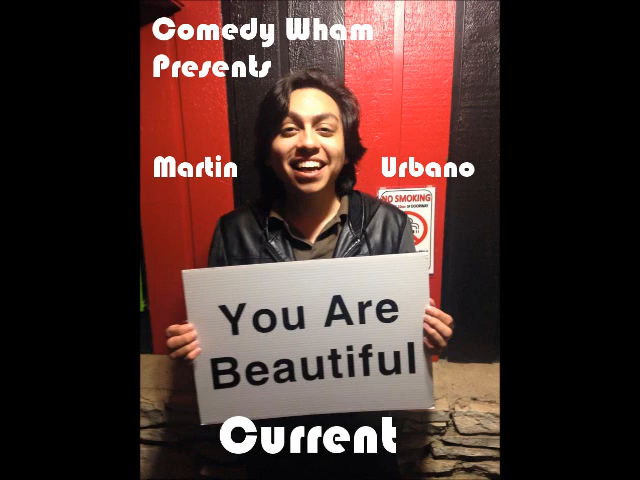 Comedy Wham
Presents
Martin Urbano
NO SMOKING
You Are
Beautiful
Current